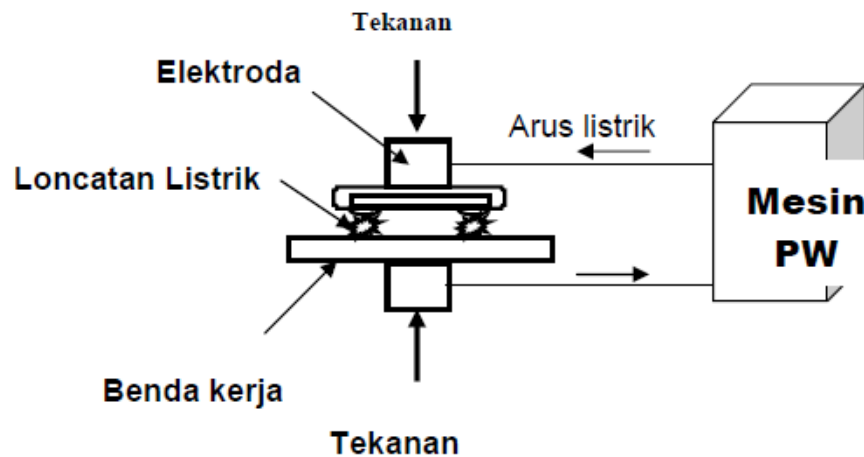 Tekanan
Elektroda
Arus listrik
Loncatan Listrik
Mesin
PW
Benda kerja
Tekanan